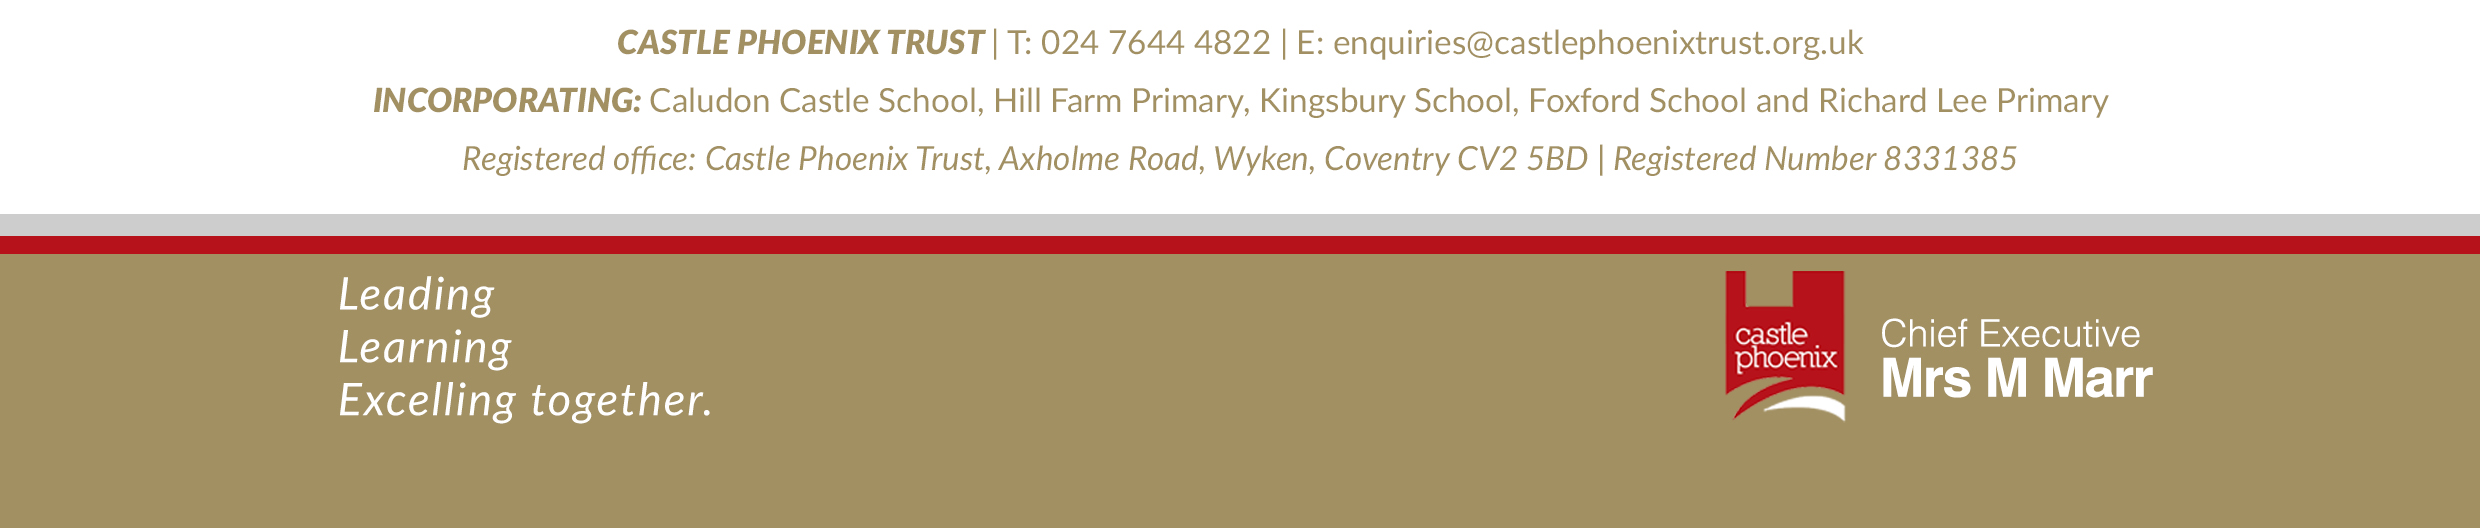 CASTLE PHOENIX TRUST | T: 024 7644 4822 | E: enquiries@castlephoenixtrust.org.uk
INCORPORATING: Caludon Castle School, Hill Farm Primary, Kingsbury School, Foxford School and Richard Lee Primary
Registered office: Castle Phoenix Trust, Axholme Road, Wyken, Coventry CV2 5BD | Registered Number 8331385
Leading
Learning
Excelling together.
castle
phoenix
Chief Executive
Mrs M Marr